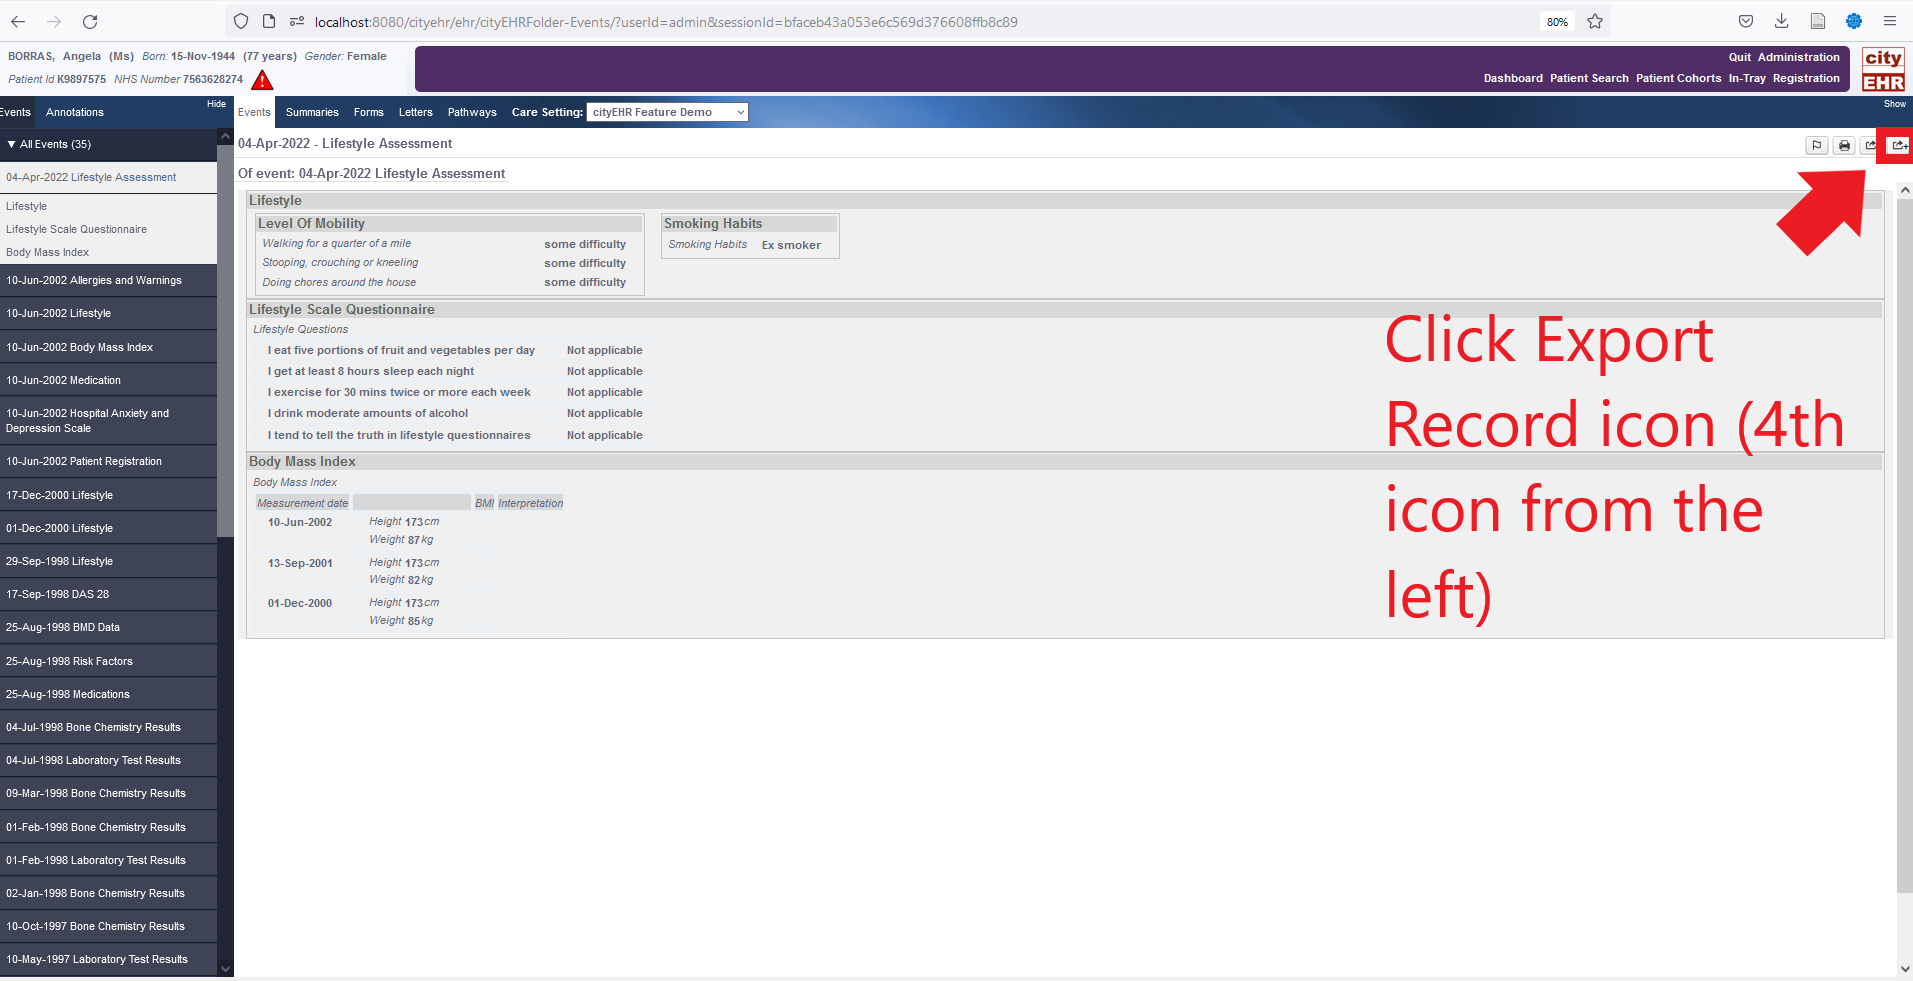 localhost:8080/cityehr/ehr/cityEHRFolder-Events/?userId=admin&sessionId=bfaceb43a053e6c569d376608ffb8c89
80%
BORRAS, Angela (Ms) Born: 15-Nov-1944 (77 years) Gender: Female
Patient Id K9897575 NHS Number 7563628274
Quit Administration
Dashboard Patient Search Patient Cohorts In-Tray Registration
city
EHR
Events Annotations Hide
Events Summaries Forms Letters Pathways Care Setting: cityEHR Feature Demo
Show
▼ All Events (35)
04-Apr-2022 Lifestyle Assessment
Lifestyle
Lifestyle Scale Questionnaire
Body Mass Index
10-Jun-2002 Allergies and Warnings
10-Jun-2002 Lifestyle
10-Jun-2002 Body Mass Index
10-Jun-2002 Medication
10-Jun-2002 Hospital Anxiety and
Depression Scale
10-Jun-2002 Patient Registration
17-Dec-2000 Lifestyle
01-Dec-2000 Lifestyle
29-Sep-1998 Lifestyle
17-Sep-1998 DAS 28
25-Aug-1998 BMD Data
25-Aug-1998 Risk Factors
25-Aug-1998 Medications
04-Jul-1998 Bone Chemistry Results
04-Jul-1998 Laboratory Test Results
09-Mar-1998 Bone Chemistry Results
01-Feb-1998 Bone Chemistry Results
01-Feb-1998 Laboratory Test Results
02-Jan-1998 Bone Chemistry Results
10-Oct-1997 Bone Chemistry Results
10-May-1997 Laboratory Test Results
04-Apr-2022 - Lifestyle Assessment
Of event: 04-Apr-2022 Lifestyle Assessment
Lifestyle
Level Of Mobility
Walking for a quarter of a mile some difficulty
Stooping, crouching or kneeling some difficulty
Doing chores around the house some difficulty
Smoking Habits
Smoking Habits Ex smoker
Lifestyle Scale Questionnaire
Lifestyle Questions
I eat five portions of fruit and vegetables per day Not applicable
I get at least 8 hours sleep each night Not applicable
I exercise for 30 mins twice or more each week Not applicable
I drink moderate amounts of alcohol Not applicable
I tend to tell the truth in lifestyle questionnaires Not applicable
Body Mass Index
Body Mass Index
Measurement date BMI Interpretation
10-Jun-2002 Height 173 cm
Weight 87 kg
13-Sep-2001 Height 173 cm
Weight 82 kg
01-Dec-2000 Height 173 cm
Weight 85 kg
Click Export
Record icon (4th
icon from the
left)